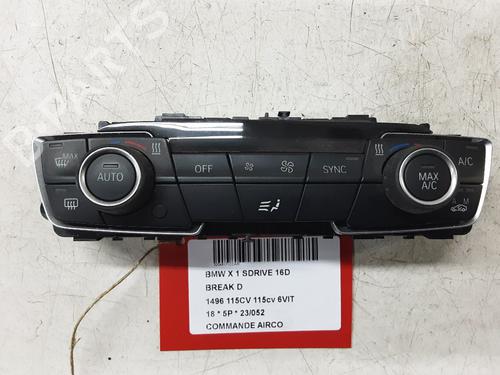 B-PARTS
MAX
AUTO
OFF
SYNC
MAX
A/C
A/C
A M
BMW X 1 SDRIVE 16D
BREAK D
1496 115CV 115cv 6VIT
18 * 5P * 23/052
COMMANDE AIRCO